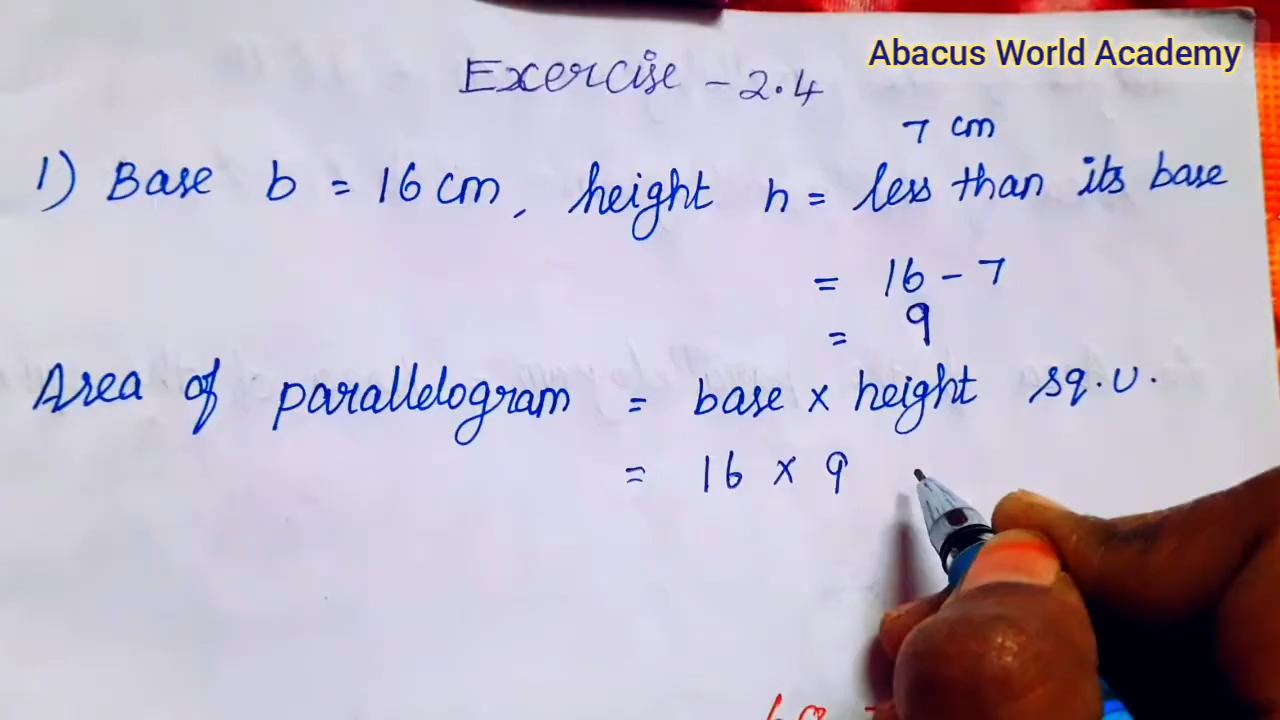 Abacus World Academy
Exercise - 2.4
7 cm
1) Base b = 16 cm, height h = less than its base
= 16 - 7
= 9
Area of parallelogram = base × height sq.u.
= 16 × 9